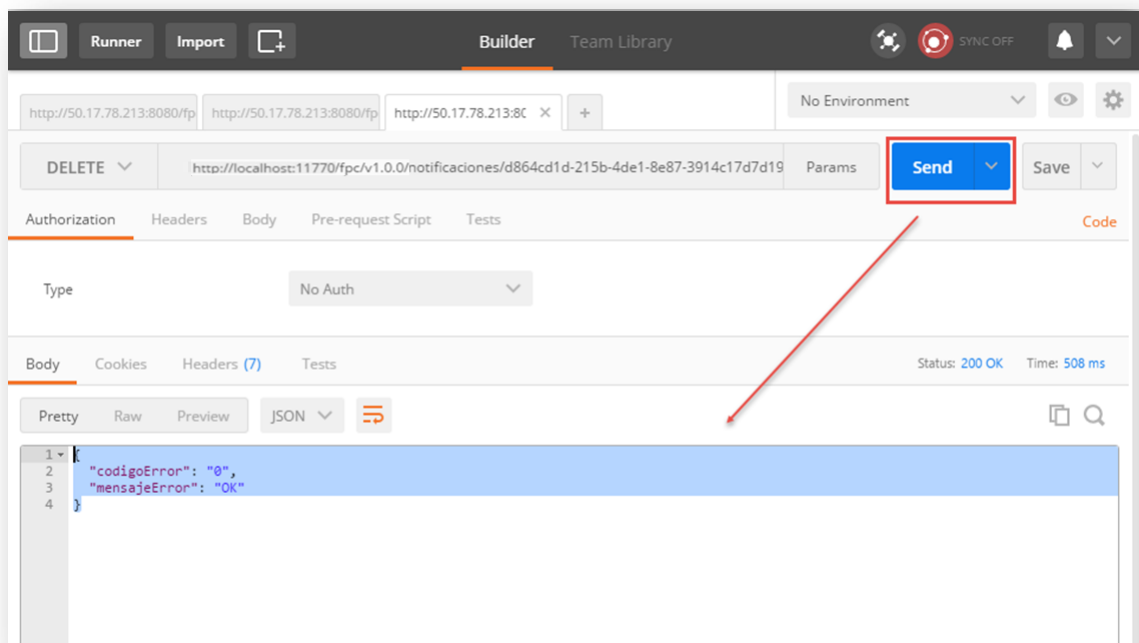 Runner Import Builder Team Library SYNC OFF
http://50.17.78.213:8080/fp http://50.17.78.213:8080/fp http://50.17.78.213:80 No Environment
DELETE http://localhost:11770/fpc/v1.0.0/notificaciones/d864cd1d-215b-4de1-8e87-3914c17d7d19 Params Send Save
Authorization Headers Body Pre-request Script Tests Code
Type No Auth
Body Cookies Headers (7) Tests Status: 200 OK Time: 508 ms
Pretty Raw Preview JSON
1 {
2 "codigoError": "0",
3 "mensajeError": "OK"
4 }